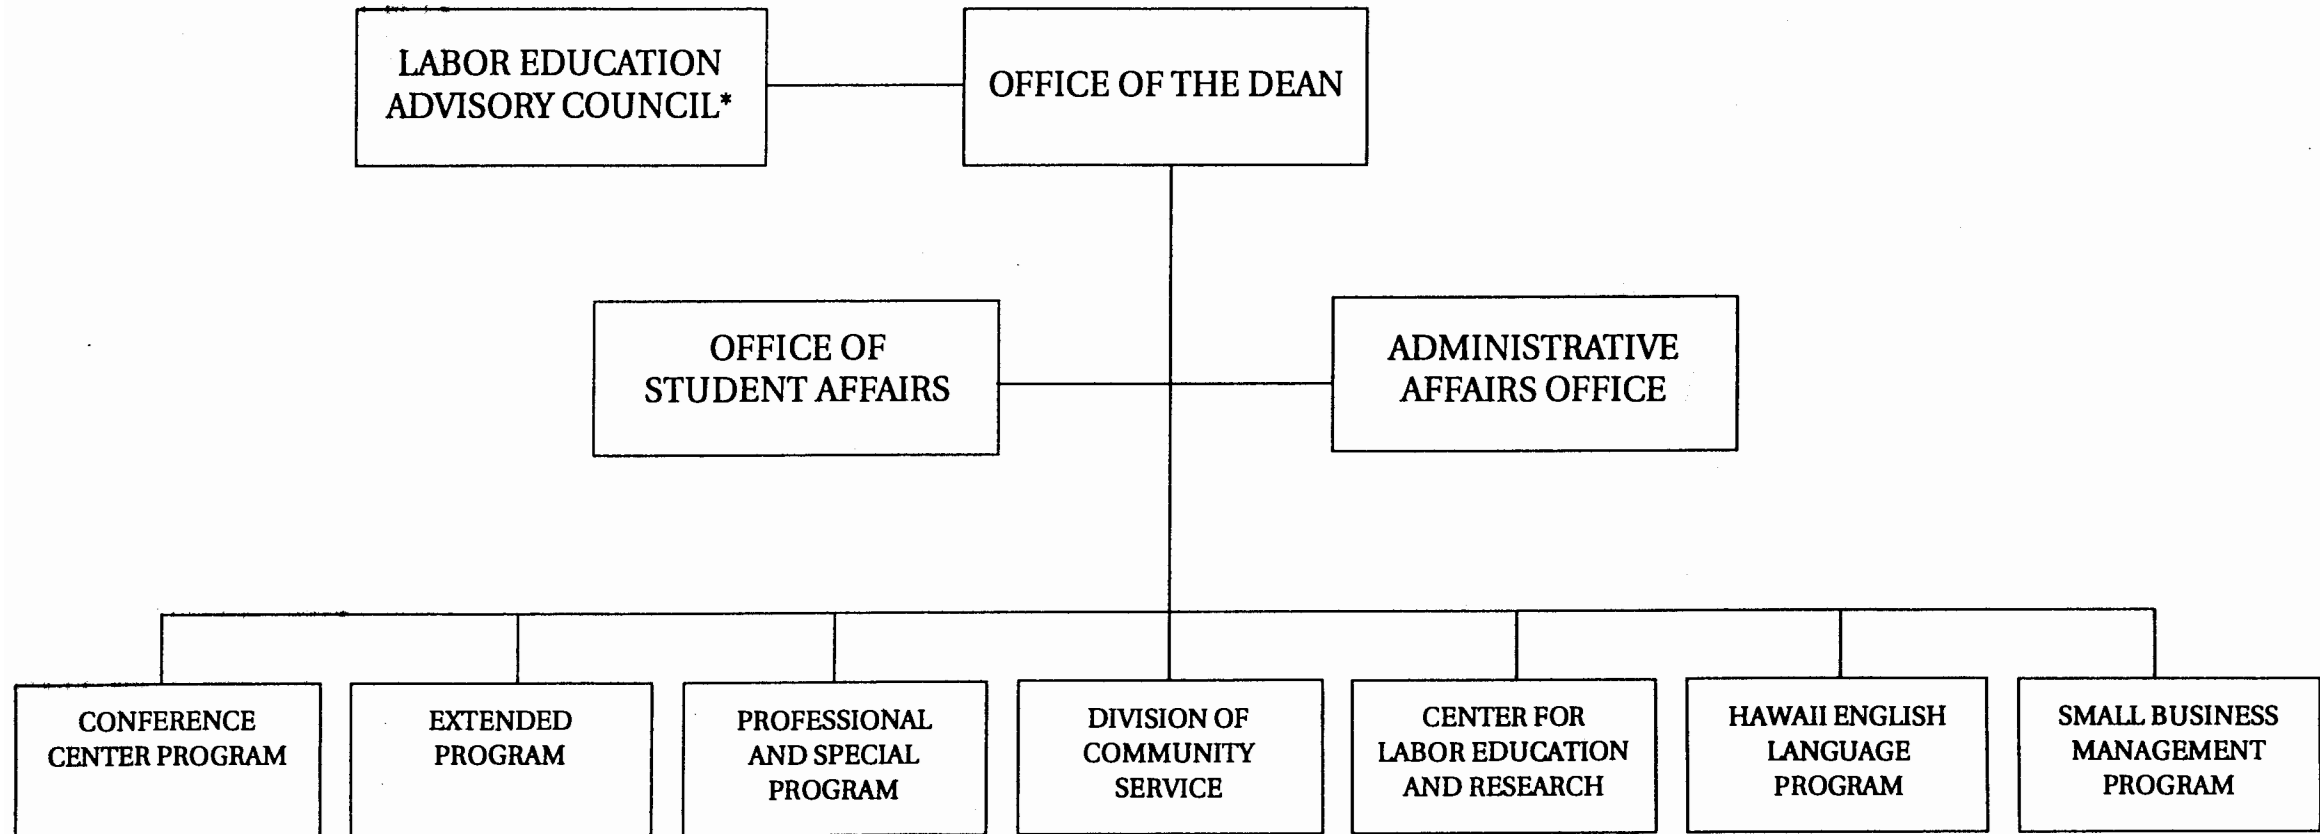 LABOR EDUCATION
ADVISORY COUNCIL*
OFFICE OF THE DEAN
OFFICE OF
STUDENT AFFAIRS
ADMINISTRATIVE
AFFAIRS OFFICE
CONFERENCE
CENTER PROGRAM
EXTENDED
PROGRAM
PROFESSIONAL
AND SPECIAL
PROGRAM
DIVISION OF
COMMUNITY
SERVICE
CENTER FOR
LABOR EDUCATION
AND RESEARCH
HAWAII ENGLISH
LANGUAGE
PROGRAM
SMALL BUSINESS
MANAGEMENT
PROGRAM